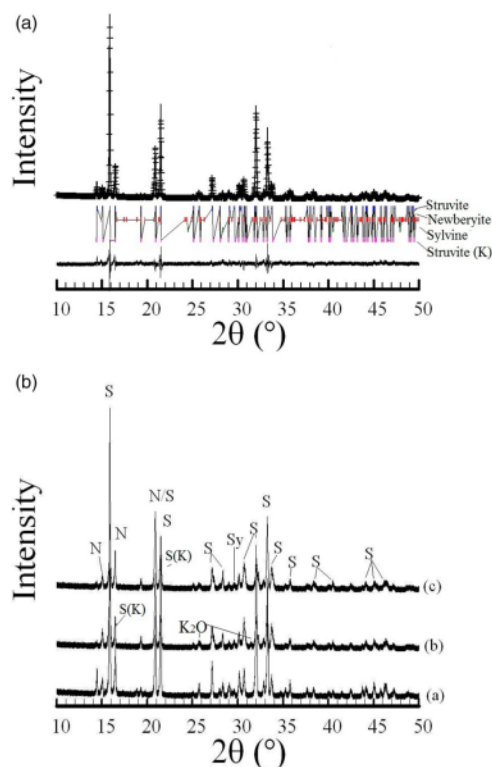 (a)
Intensity
Struvite
Newberyite
Sylvine
Struvite (K)
10 15 20 25 30 35 40 45 50
2θ (°)
(b)
Intensity
S
N/S
N
N
S
S(K)
S
Sy
S
S
S
S
S
S
S(K)
K₂O
(c)
(b)
(a)
10 15 20 25 30 35 40 45 50
2θ (°)